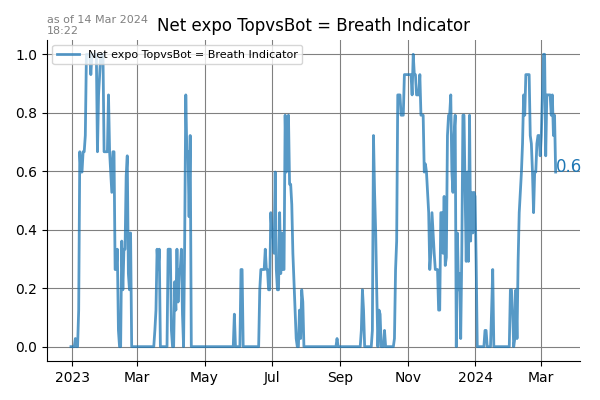 as of 14 Mar 2024
18:22
Net expo TopvsBot = Breath Indicator
Net expo TopvsBot = Breath Indicator
1.0
0.8
0.6
0.6
0.4
0.2
0.0
2023 Mar May Jul Sep Nov 2024 Mar